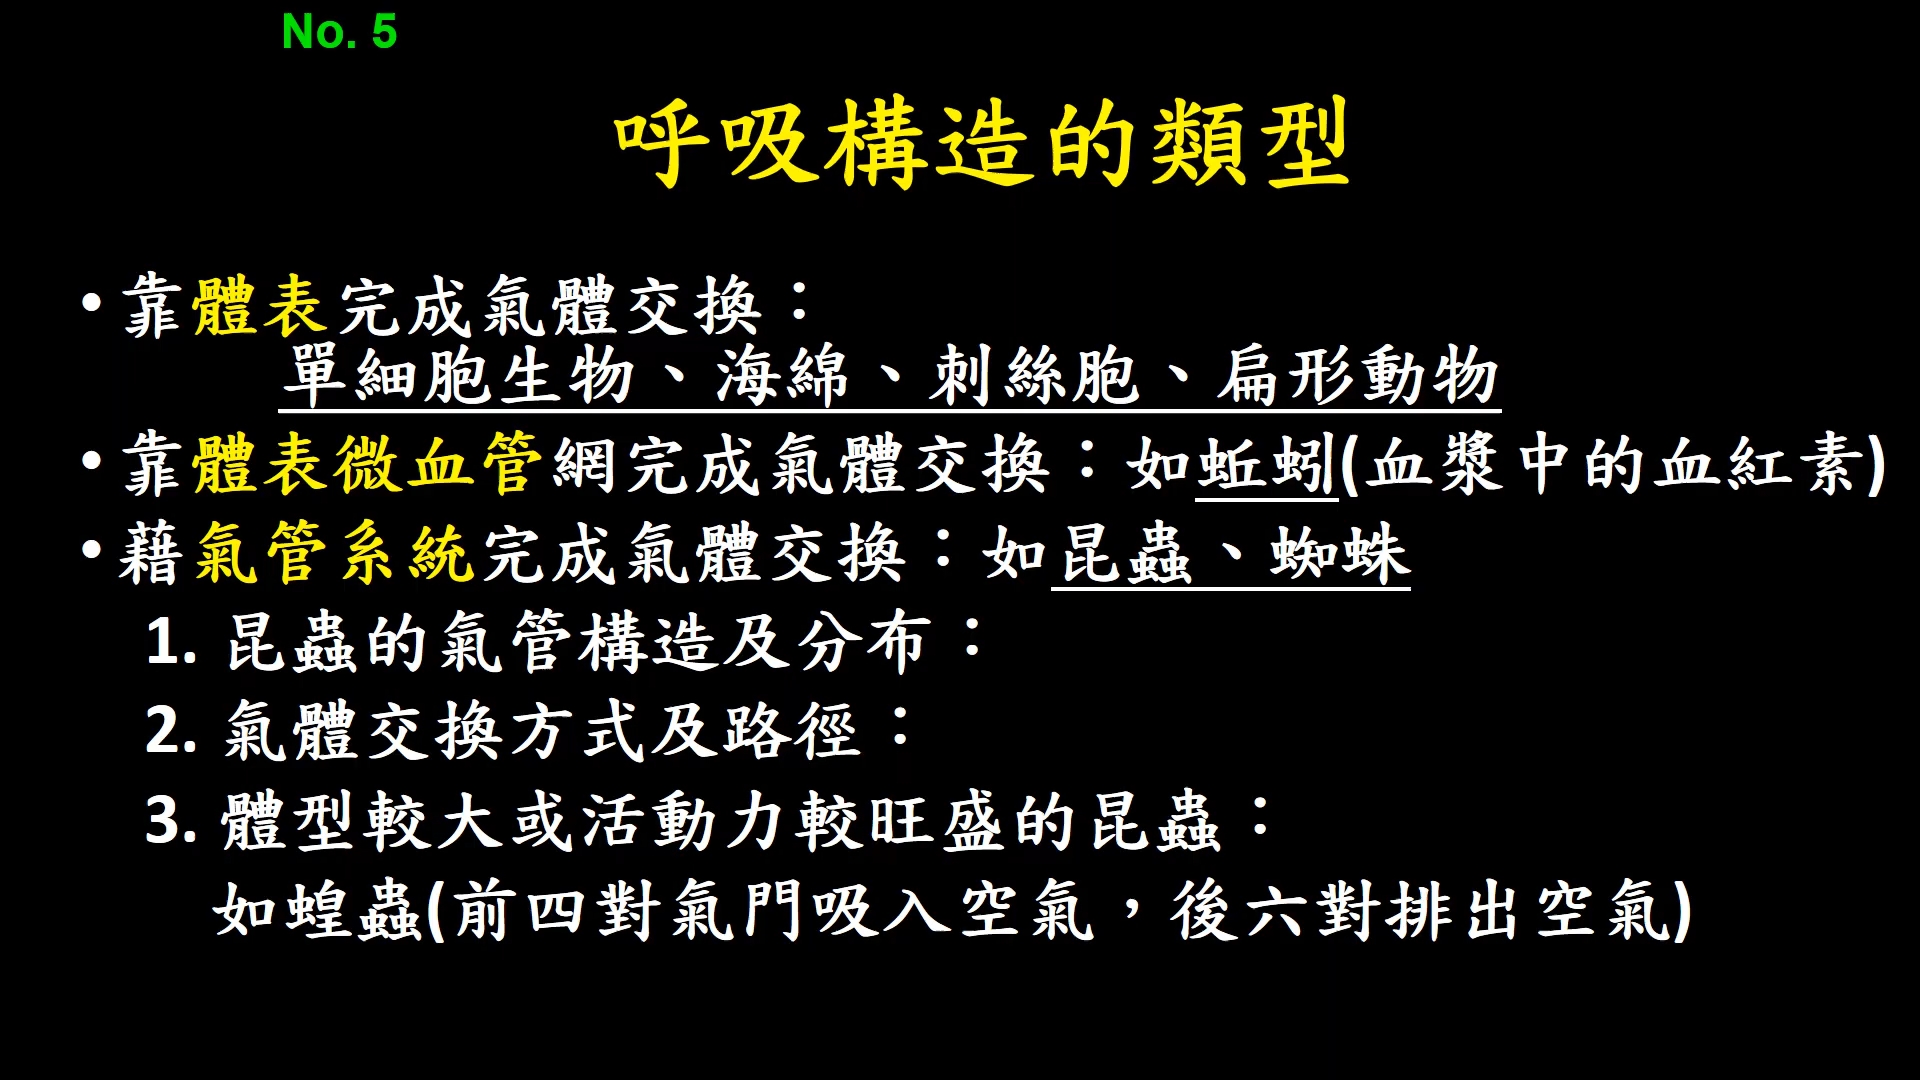 No. 5
呼吸構造的類型
•靠體表完成氣體交換：
單細胞生物、海綿、刺絲胞、扁形動物
•靠體表微血管網完成氣體交換：如蚯蚓(血漿中的血紅素)
•藉氣管系統完成氣體交換：如昆蟲、蜘蛛
1. 昆蟲的氣管構造及分布：
2. 氣體交換方式及路徑：
3. 體型較大或活動力較旺盛的昆蟲：
如蝗蟲(前四對氣門吸入空氣，後六對排出空氣)